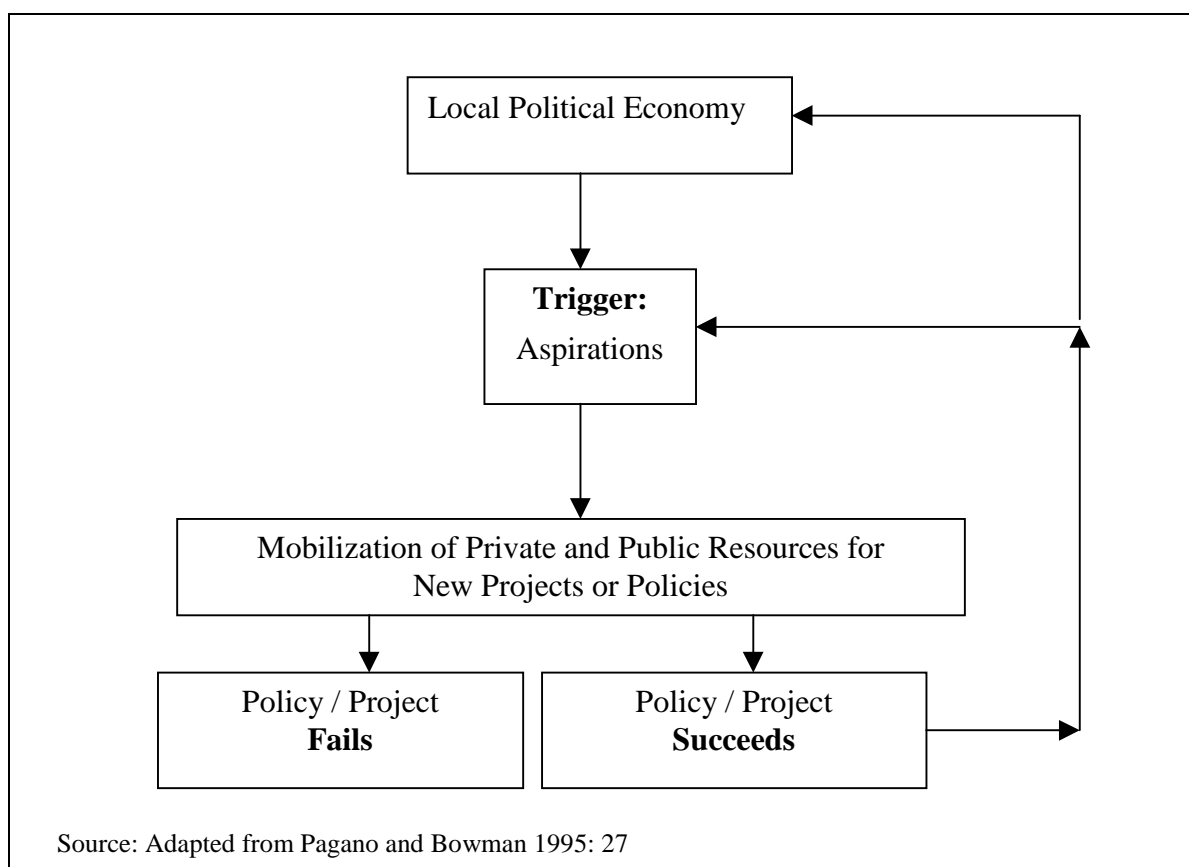 Local Political Economy
Trigger:
Aspirations
Mobilization of Private and Public Resources for
New Projects or Policies
Policy / Project
Fails
Policy / Project
Succeeds
Source: Adapted from Pagano and Bowman 1995: 27